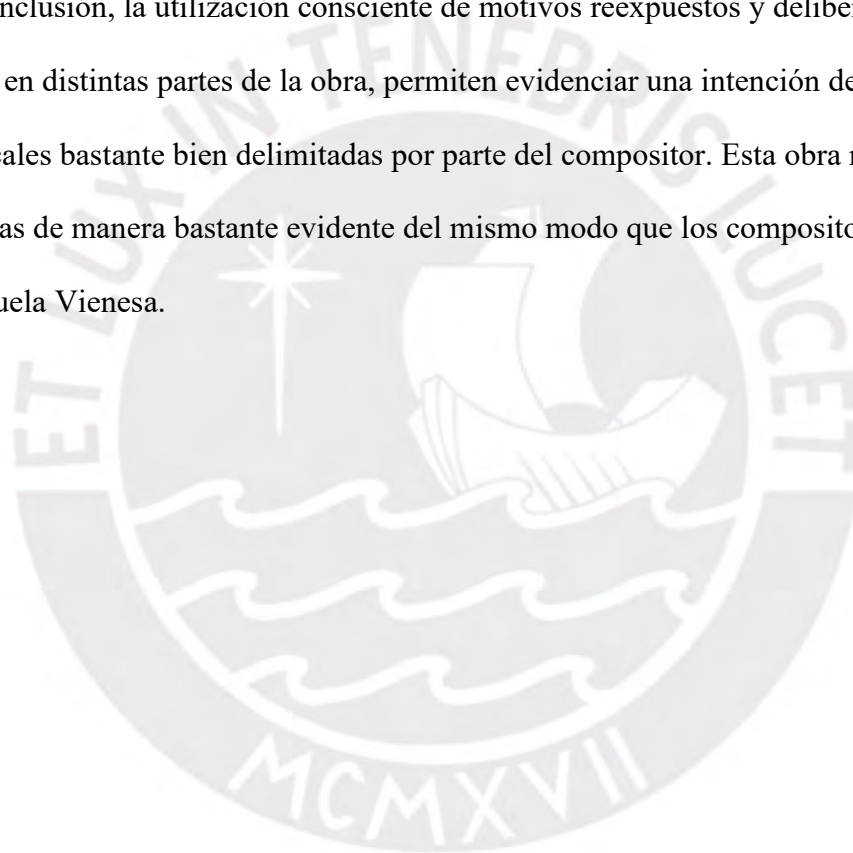 nclusión, la utilización consciente de motivos reexpuestos y deliber
en distintas partes de la obra, permiten evidenciar una intención de
cales bastante bien delimitadas por parte del compositor. Esta obra
as de manera bastante evidente del mismo modo que los composito
uela Vienesa.
ET LUX IN TENEBRIS LUCET
MCMXVII